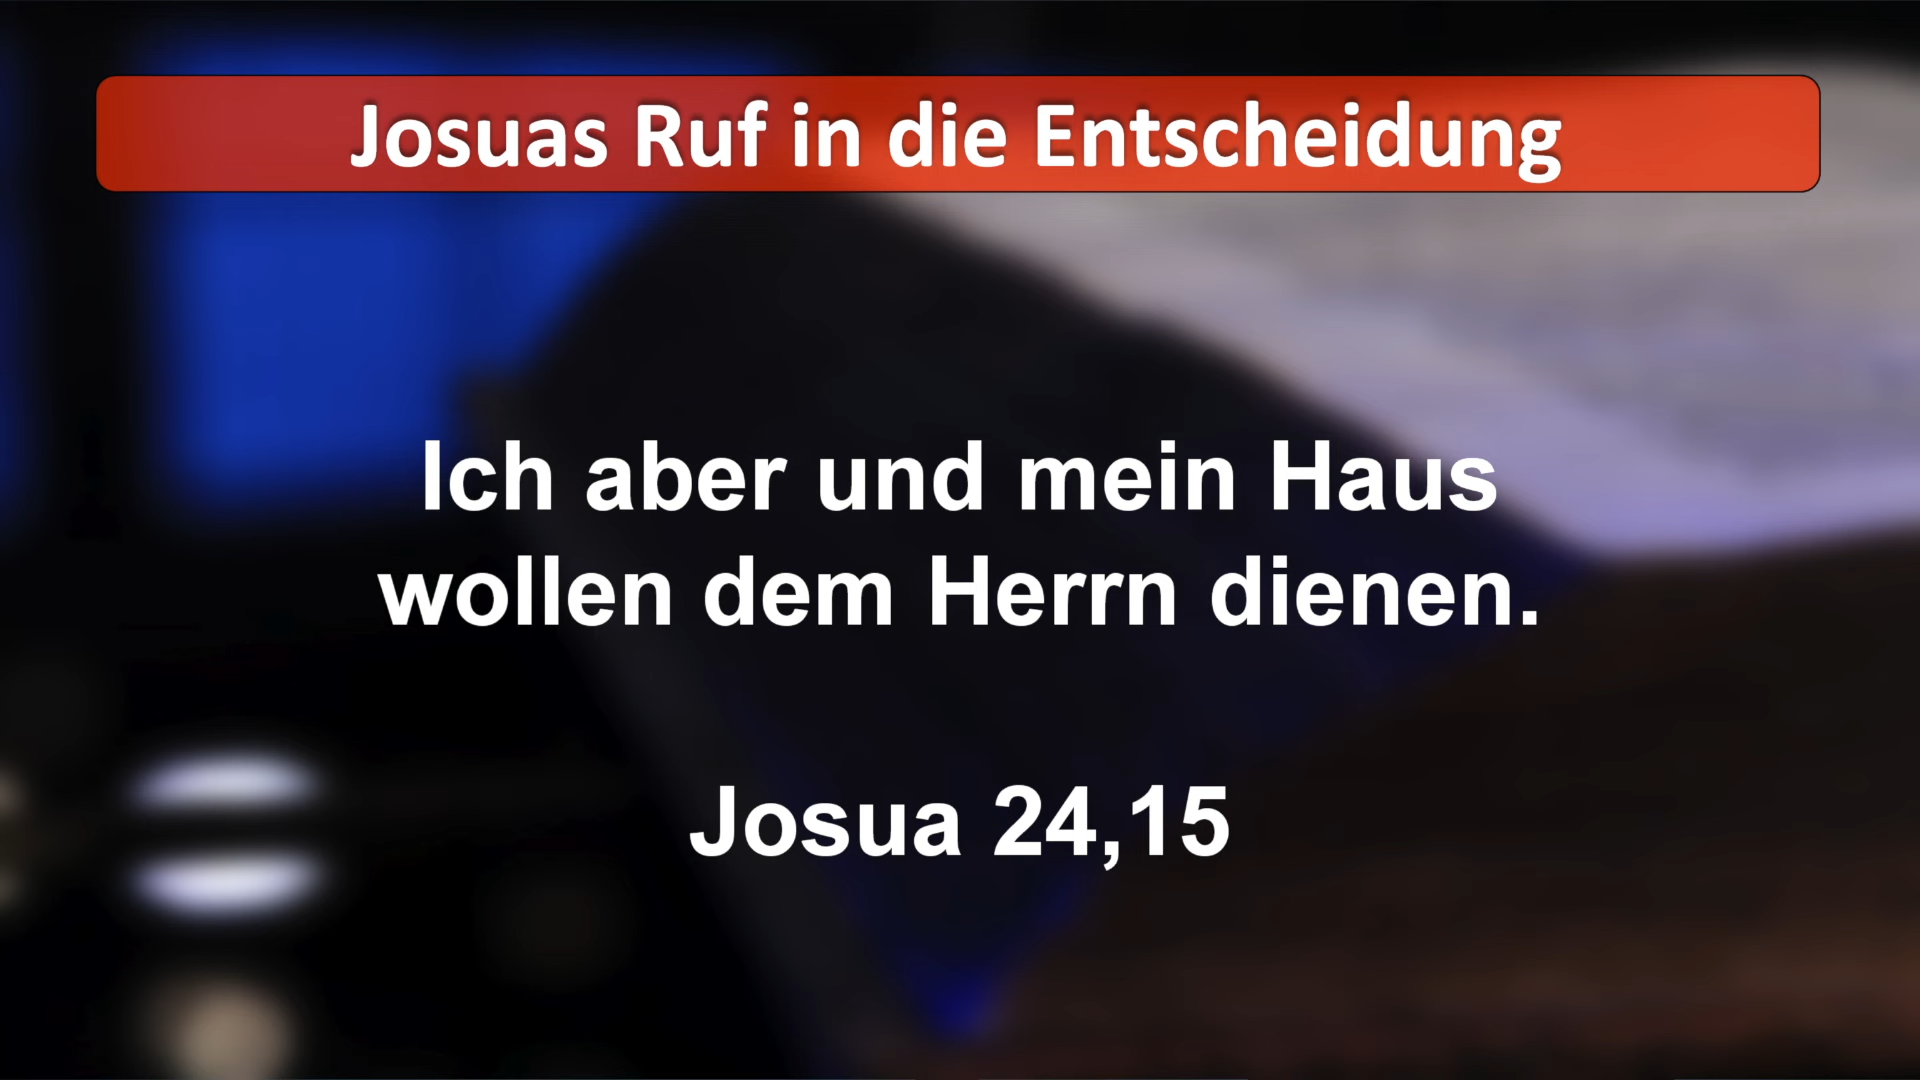 Josuas Ruf in die Entscheidung
Ich aber und mein Haus
wollen dem Herrn dienen.
Josua 24,15